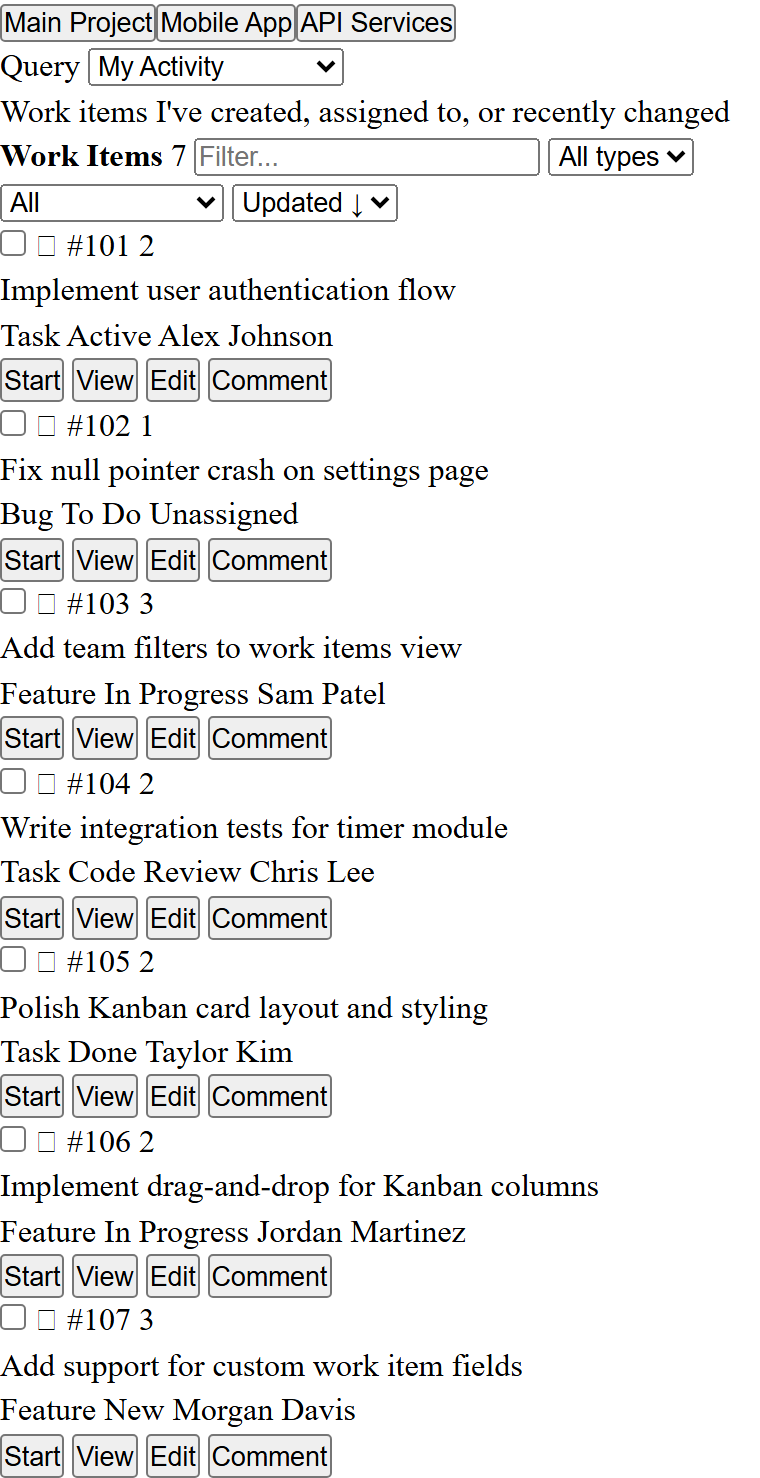 Main Project Mobile App API Services
Query My Activity
Work items I've created, assigned to, or recently changed
Work Items 7 Filter... All types
All Updated ↓
#101 2
Implement user authentication flow
Task Active Alex Johnson
Start View Edit Comment
#102 1
Fix null pointer crash on settings page
Bug To Do Unassigned
Start View Edit Comment
#103 3
Add team filters to work items view
Feature In Progress Sam Patel
Start View Edit Comment
#104 2
Write integration tests for timer module
Task Code Review Chris Lee
Start View Edit Comment
#105 2
Polish Kanban card layout and styling
Task Done Taylor Kim
Start View Edit Comment
#106 2
Implement drag-and-drop for Kanban columns
Feature In Progress Jordan Martinez
Start View Edit Comment
#107 3
Add support for custom work item fields
Feature New Morgan Davis
Start View Edit Comment